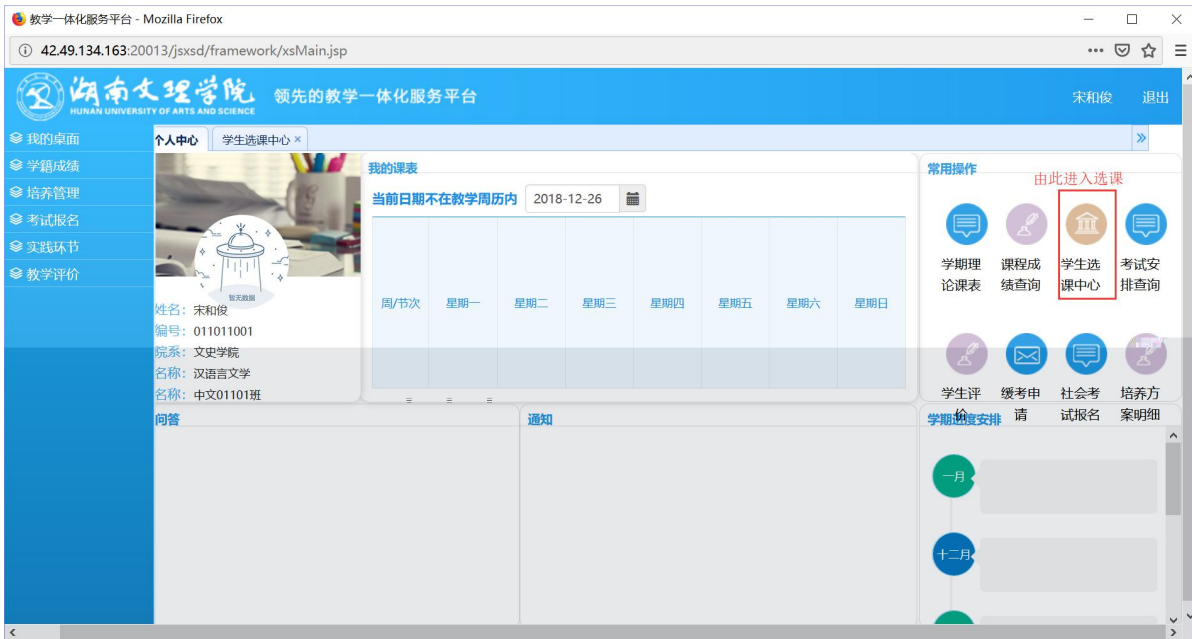 教学一体化服务平台 - Mozilla Firefox
42.49.134.163:20013/jsxsd/framework/xsMain.jsp
湖南文理学院
HUNAN UNIVERSITY OF ARTS AND SCIENCE
领先的教学一体化服务平台
宋和俊 退出
我的桌面
学籍成绩
培养管理
考试报名
实践环节
教学评价
个人中心 学生选课中心 ×
暂无数据
姓名: 宋和俊
编号: 011011001
院系: 文史学院
名称: 汉语言文学
名称: 中文01101班
我的课表
当前日期不在教学周历内 2018-12-26
周/节次 星期一 星期二 星期三 星期四 星期五 星期六 星期日
常用操作
由此进入选课
学期理论课表
课程成绩查询
学生选课中心
考试安排查询
学生评价
缓考申请
社会考试报名
培养方案明细
问答
通知
学期进度安排
一月
十二月